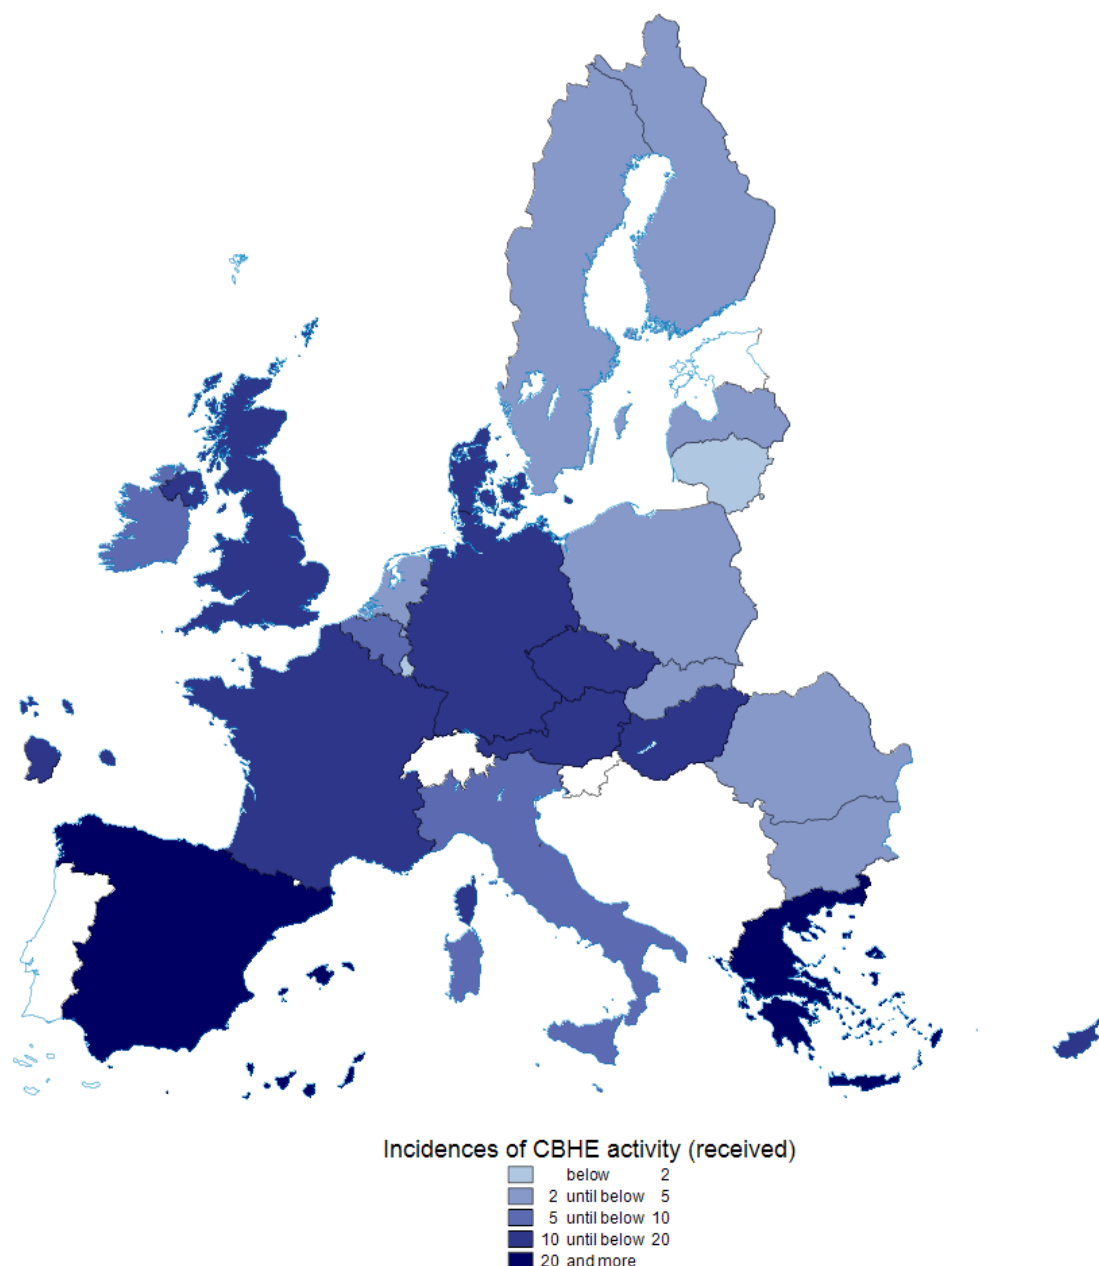 Incidences of CBHE activity (received)
below 2
2 until below 5
5 until below 10
10 until below 20
20 and more